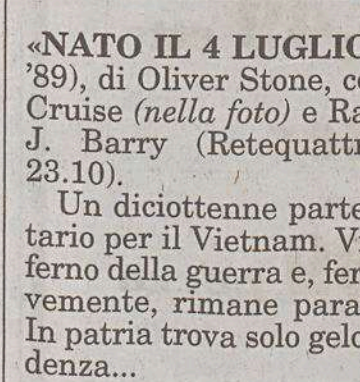 «NATO IL 4 LUGLIO
'89), di Oliver Stone, c
Cruise (nella foto) e Ra
J. Barry (Retequattr
23.10).
Un diciottenne parte
tario per il Vietnam. V
ferno della guerra e, fer
vemente, rimane para
In patria trova solo gelo
denza...